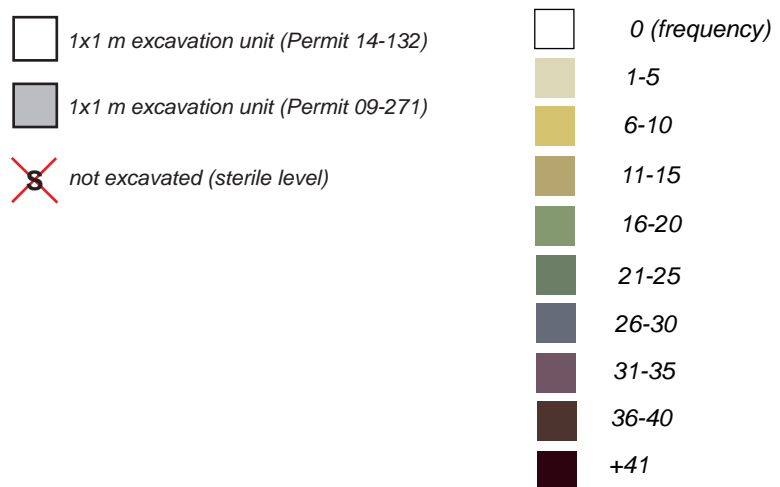 1x1 m excavation unit (Permit 14-132)
1x1 m excavation unit (Permit 09-271)
S
not excavated (sterile level)
0 (frequency)
1-5
6-10
11-15
16-20
21-25
26-30
31-35
36-40
+41